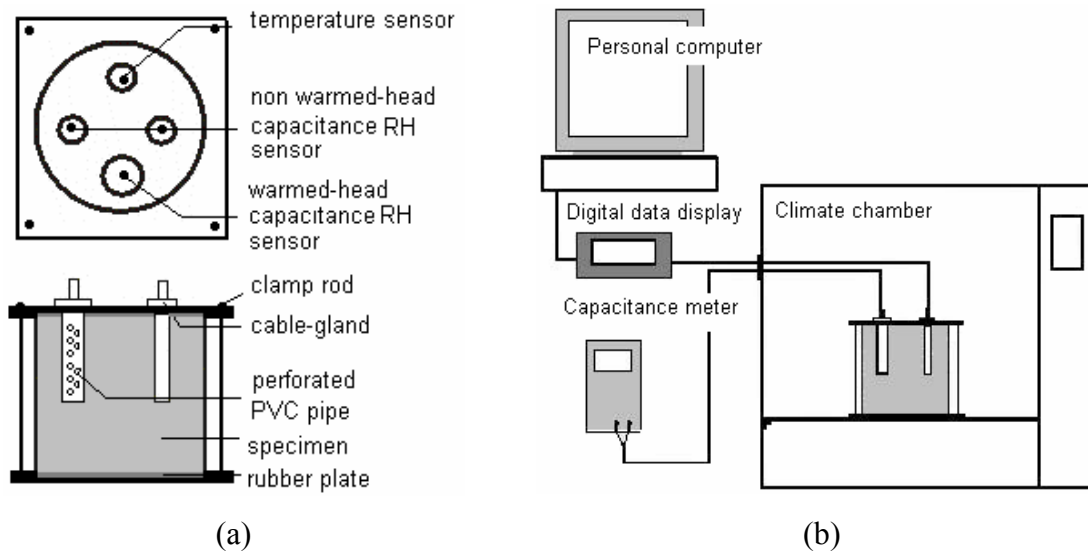 temperature sensor
non warmed-head
capacitance RH
sensor
warmed-head
capacitance RH
sensor
clamp rod
cable-gland
perforated
PVC pipe
specimen
rubber plate
(a)
Personal computer
Digital data display
Climate chamber
Capacitance meter
(b)